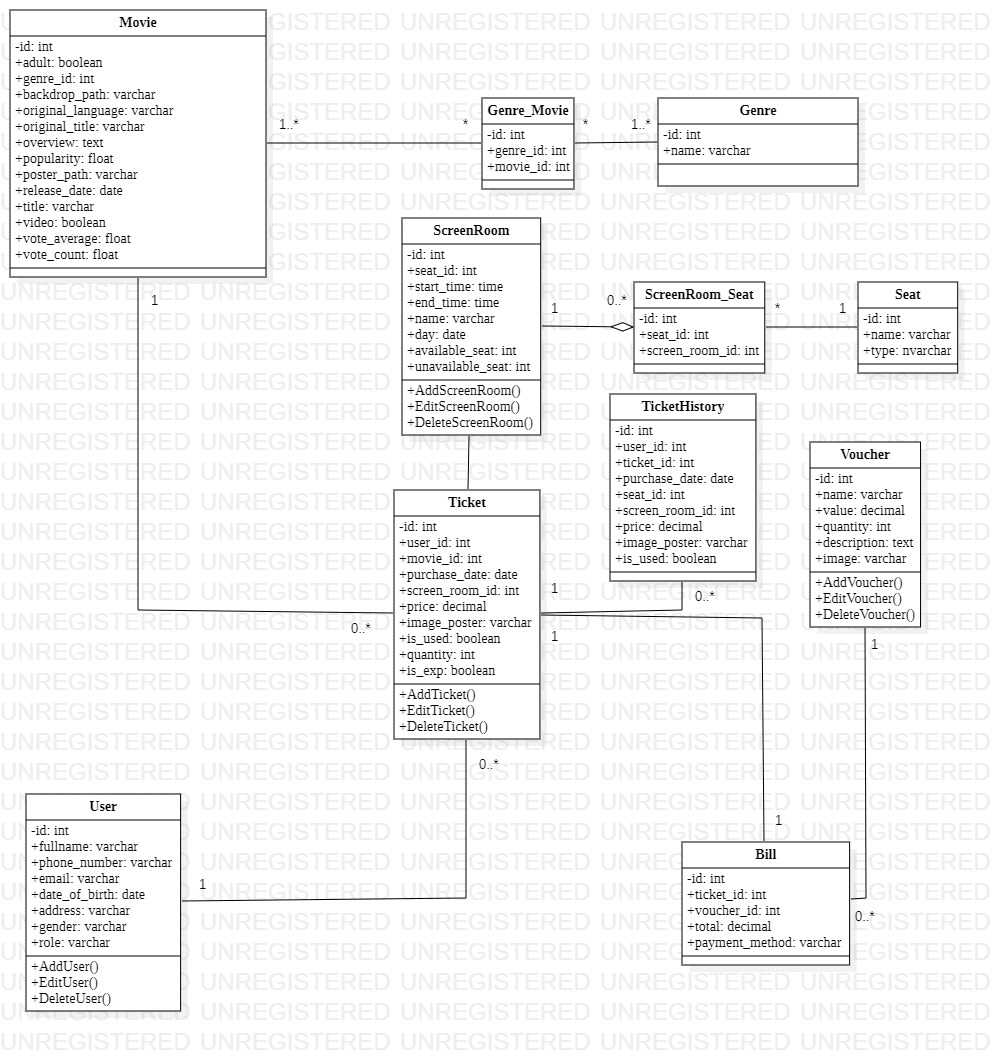 Movie
-id: int
+adult: boolean
+genre_id: int
+backdrop_path: varchar
+original_language: varchar
+original_title: varchar
+overview: text
+popularity: float
+poster_path: varchar
+release_date: date
+title: varchar
+video: boolean
+vote_average: float
+vote_count: float
1..*
*
Genre_Movie
-id: int
+genre_id: int
+movie_id: int
*
1..*
Genre
-id: int
+name: varchar
ScreenRoom
-id: int
+seat_id: int
+start_time: time
+end_time: time
+name: varchar
+day: date
+available_seat: int
+unavailable_seat: int
+AddScreenRoom()
+EditScreenRoom()
+DeleteScreenRoom()
1
0..*
ScreenRoom_Seat
-id: int
+seat_id: int
+screen_room_id: int
*
1
Seat
-id: int
+name: varchar
+type: nvarchar
1
TicketHistory
-id: int
+user_id: int
+ticket_id: int
+purchase_date: date
+seat_id: int
+screen_room_id: int
+price: decimal
+image_poster: varchar
+is_used: boolean
Voucher
-id: int
+name: varchar
+value: decimal
+quantity: int
+description: text
+image: varchar
+AddVoucher()
+EditVoucher()
+DeleteVoucher()
Ticket
-id: int
+user_id: int
+movie_id: int
+purchase_date: date
+screen_room_id: int
+price: decimal
+image_poster: varchar
+is_used: boolean
+quantity: int
+is_exp: boolean
+AddTicket()
+EditTicket()
+DeleteTicket()
1
0..*
0..*
1
1
0..*
User
-id: int
+fullname: varchar
+phone_number: varchar
+email: varchar
+date_of_birth: date
+address: varchar
+gender: varchar
+role: varchar
+AddUser()
+EditUser()
+DeleteUser()
1
1
Bill
-id: int
+ticket_id: int
+voucher_id: int
+total: decimal
+payment_method: varchar
0..*
UNREGISTERED